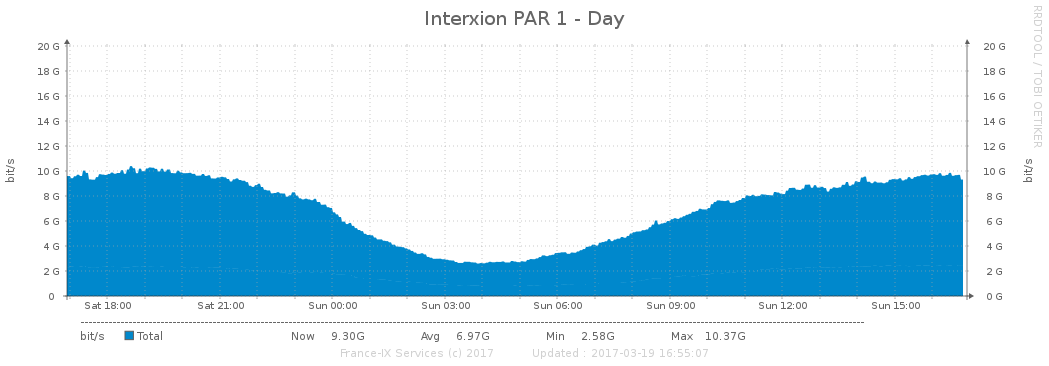 Interxion PAR 1 - Day
RRDTOOL / TOBI OETIKER
bit/s
20 G 20 G
18 G 18 G
16 G 16 G
14 G 14 G
12 G 12 G
10 G 10 G
8 G 8 G
6 G 6 G
4 G 4 G
2 G 2 G
0 0 G
bit/s
Sat 18:00 Sat 21:00 Sun 00:00 Sun 03:00 Sun 06:00 Sun 09:00 Sun 12:00 Sun 15:00
bit/s Total Now 9.30G Avg 6.97G Min 2.58G Max 10.37G
France-IX Services (c) 2017 Updated : 2017-03-19 16:55:07